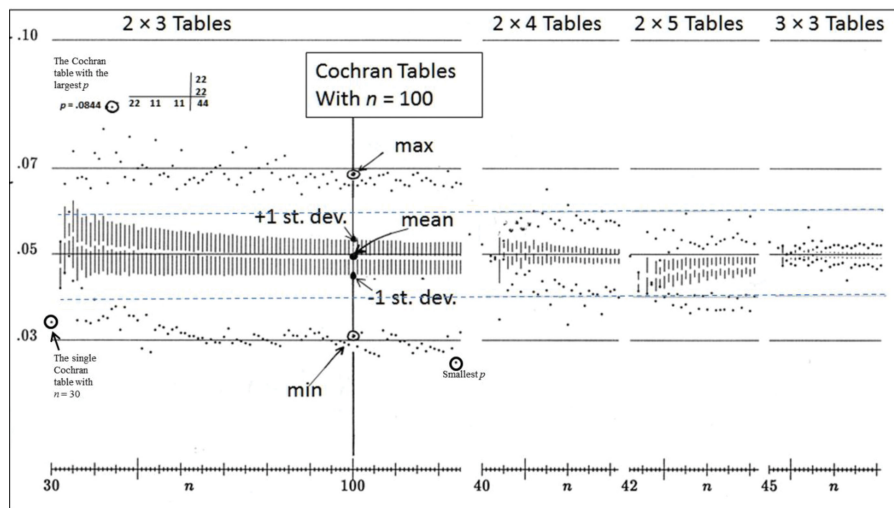 2 × 3 Tables
2 × 4 Tables
2 × 5 Tables
3 × 3 Tables
.10
The Cochran
table with the
largest p
p = .0844
22
22
22 11 11 44
Cochran Tables
With n = 100
max
.07
+1 st. dev.
mean
.05
-1 st. dev.
.03
The single
Cochran
table with
n = 30
min
Smallest p
30
n
100
40
n
42
n
45
n